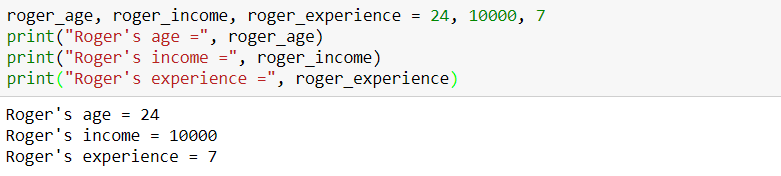 roger_age, roger_income, roger_experience = 24, 10000, 7
print("Roger's age =", roger_age)
print("Roger's income =", roger_income)
print("Roger's experience =", roger_experience)
Roger's age = 24
Roger's income = 10000
Roger's experience = 7